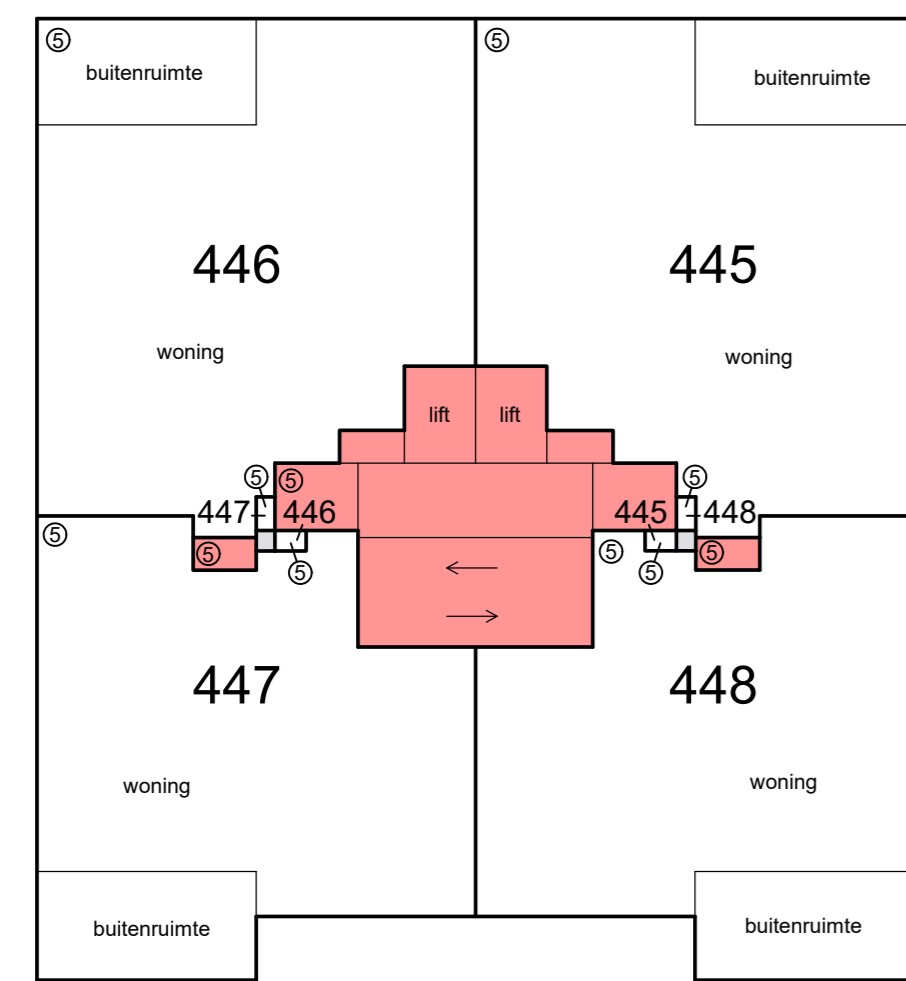 ⑤ ⑤
buitenruimte buitenruimte
446 445
woning woning
lift lift
⑤ ⑤ ⑤
447 446 445 448
⑤ ⑤ ⑤ ⑤
⑤ ⑤
447 448
woning woning
buitenruimte buitenruimte